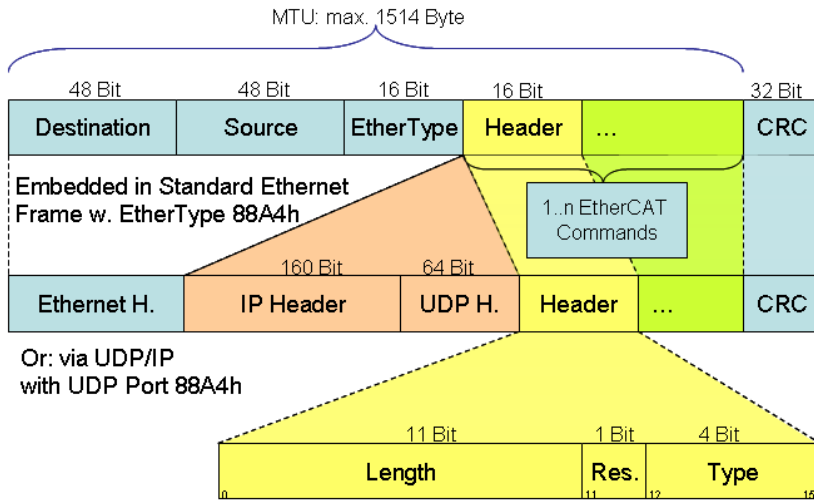 MTU: max. 1514 Byte
48 Bit 48 Bit 16 Bit 16 Bit 32 Bit
Destination Source EtherType Header ... CRC
Embedded in Standard Ethernet
Frame w. EtherType 88A4h
1..n EtherCAT
Commands
160 Bit 64 Bit
Ethernet H. IP Header UDP H. Header ... CRC
Or: via UDP/IP
with UDP Port 88A4h
11 Bit 1 Bit 4 Bit
Length Res. Type
0 11 12 15